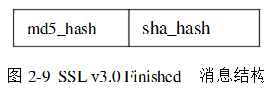 md5_hash sha_hash
图 2-9 SSL v3.0 Finished 消息结构